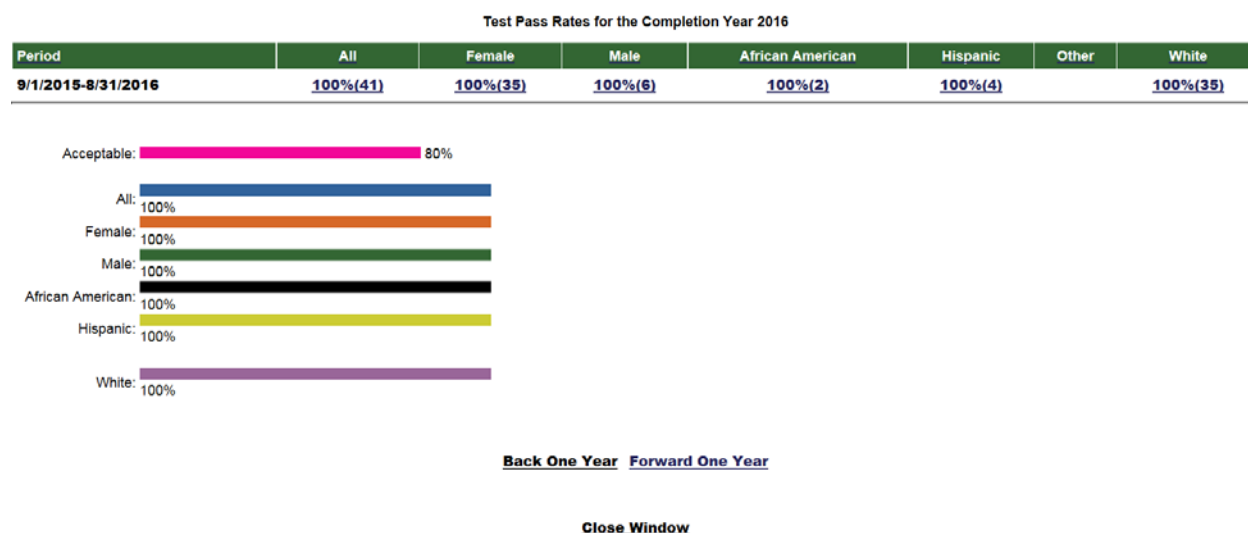 Test Pass Rates for the Completion Year 2016
Period All Female Male African American Hispanic Other White
9/1/2015-8/31/2016 100%(41) 100%(35) 100%(6) 100%(2) 100%(4) 100%(35)
Acceptable: 80%
All: 100%
Female: 100%
Male: 100%
African American: 100%
Hispanic: 100%
White: 100%
Back One Year Forward One Year
Close Window